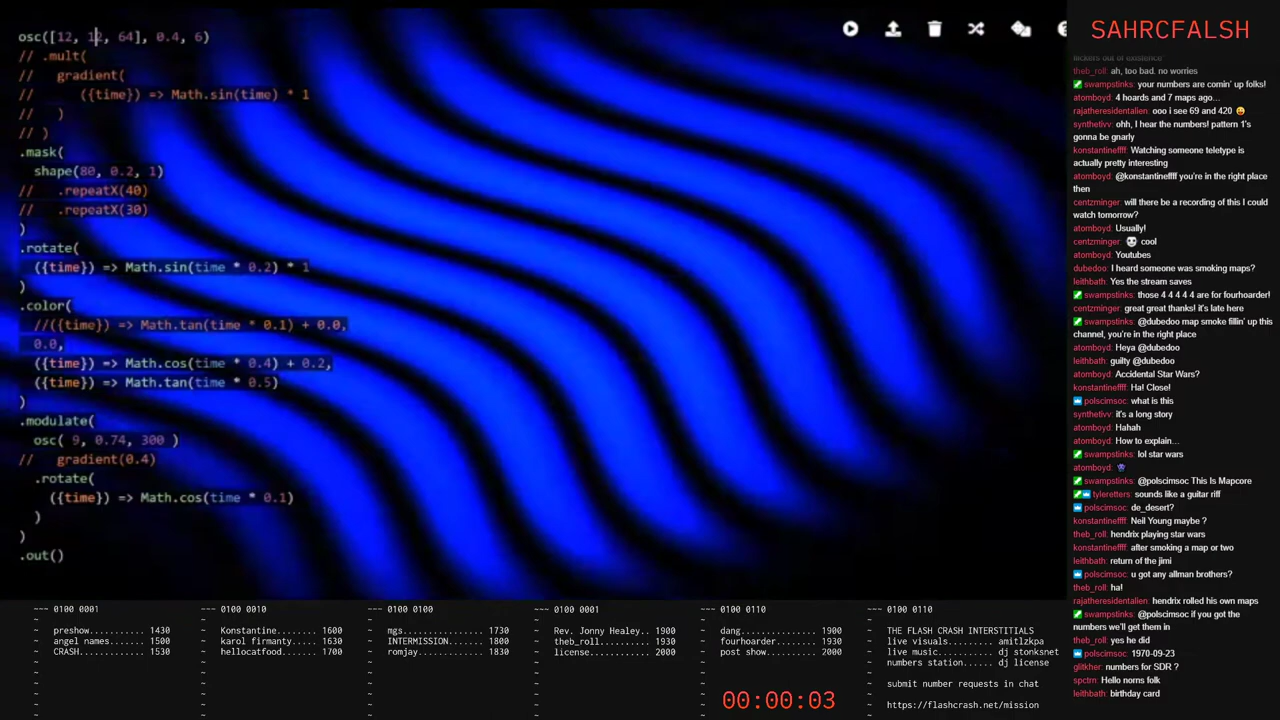 osc([12, 12, 64], 0.4, 6)
// .mult(
//   gradient(
//      ({time}) => Math.sin(time) * 1
//   )
// )
.mask(
shape(80, 0.2, 1)
//   .repeatX(40)
//   .repeatX(30)
)
.rotate(
({time}) => Math.sin(time * 0.2) * 1
)
.color(
//({time}) => Math.tan(time * 0.1) + 0.0,
0.0,
({time}) => Math.cos(time * 0.4) + 0.2,
({time}) => Math.tan(time * 0.5)
)
.modulate(
osc( 9, 0.74, 300 )
//   gradient(0.4)
.rotate(
({time}) => Math.cos(time * 0.1)
)
)
.out()
SAHRCFALSH
flickers out of existence"
theb_roll: ah, too bad. no worries
swampstinks: your numbers are comin' up folks!
atomboyd: 4 hoards and 7 maps ago...
rajatheresidentalien: ooo i see 69 and 420 😛
synthetivv: ohh, I hear the numbers! pattern 1's
gonna be gnarly
konstantineffff: Watching someone teletype is
actually pretty interesting
atomboyd: @konstantineffff you're in the right place
then
centzminger: will there be a recording of this I could
watch tomorrow?
atomboyd: Usually!
centzminger: cool
atomboyd: Youtubes
dubedoo: I heard someone was smoking maps?
leithbath: Yes the stream saves
swampstinks: those 4 4 4 4 4 are for fourhoarder!
centzminger: great great thanks! it's late here
swampstinks: @dubedoo map smoke fillin' up this
channel, you're in the right place
atomboyd: Heya @dubedoo
leithbath: guilty @dubedoo
atomboyd: Accidental Star Wars?
konstantineffff: Ha! Close!
polscimsoc: what is this
synthetivv: it's a long story
atomboyd: Hahah
atomboyd: How to explain...
swampstinks: lol star wars
atomboyd: 👾
swampstinks: @polscimsoc This Is Mapcore
tyleretters: sounds like a guitar riff
polscimsoc: de_desert?
konstantineffff: Neil Young maybe ?
theb_roll: hendrix playing star wars
konstantineffff: after smoking a map or two
leithbath: return of the jimi
polscimsoc: u got any allman brothers?
theb_roll: ha!
rajatheresidentalien: hendrix rolled his own maps
swampstinks: @polscimsoc if you got the
numbers we'll get them in
theb_roll: yes he did
polscimsoc: 1970-09-23
glitkher: numbers for SDR ?
spctrn: Hello norns folk
leithbath: birthday card
~~~ 0100 0001
preshow........... 1430
angel names....... 1500
CRASH............. 1530
~~~ 0100 0010
Konstantine....... 1600
karol firmanty.... 1630
hellocatfood...... 1700
~~~ 0100 0100
mgs............... 1730
INTERMISSION...... 1800
romjay............ 1830
~~~ 0100 0001
Rev. Jonny Healey.. 1900
theb_roll......... 1930
license........... 2000
~~~ 0100 0110
dang.............. 1900
fourhoarder....... 1930
post show......... 2000
00:00:03
~~~ 0100 0110
THE FLASH CRASH INTERSTITIALS
live visuals...... amitlzkpa
live music..... dj stonksnet
numbers station...... dj license
submit number requests in chat
https://flashcrash.net/mission